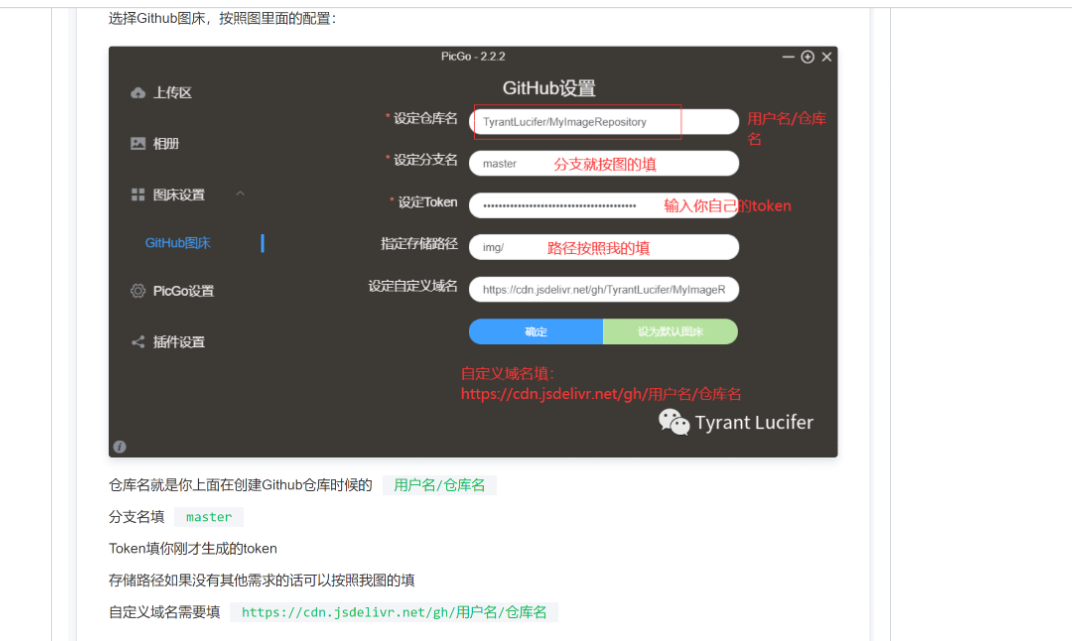 选择Github图床，按照图里面的配置：
PicGo - 2.2.2
GitHub设置
上传区
* 设定仓库名 TyrantLucifer/MyImageRepository 用户名/仓库
名
相册
* 设定分支名 master 分支就按图的填
图床设置
* 设定Token •••••••••••••••••••••••••••••••••••••••• 输入你自己的token
GitHub图床
指定存储路径 img/ 路径按照我的填
PicGo设置
设定自定义域名 https://cdn.jsdelivr.net/gh/TyrantLucifer/MyImageR
确定 设为默认图床
插件设置
自定义域名填：
https://cdn.jsdelivr.net/gh/用户名/仓库名
Tyrant Lucifer
仓库名就是你上面在创建Github仓库时候的 用户名/仓库名
分支名填 master
Token填你刚才生成的token
存储路径如果没有其他需求的话可以按照我图的填
自定义域名需要填 https://cdn.jsdelivr.net/gh/用户名/仓库名